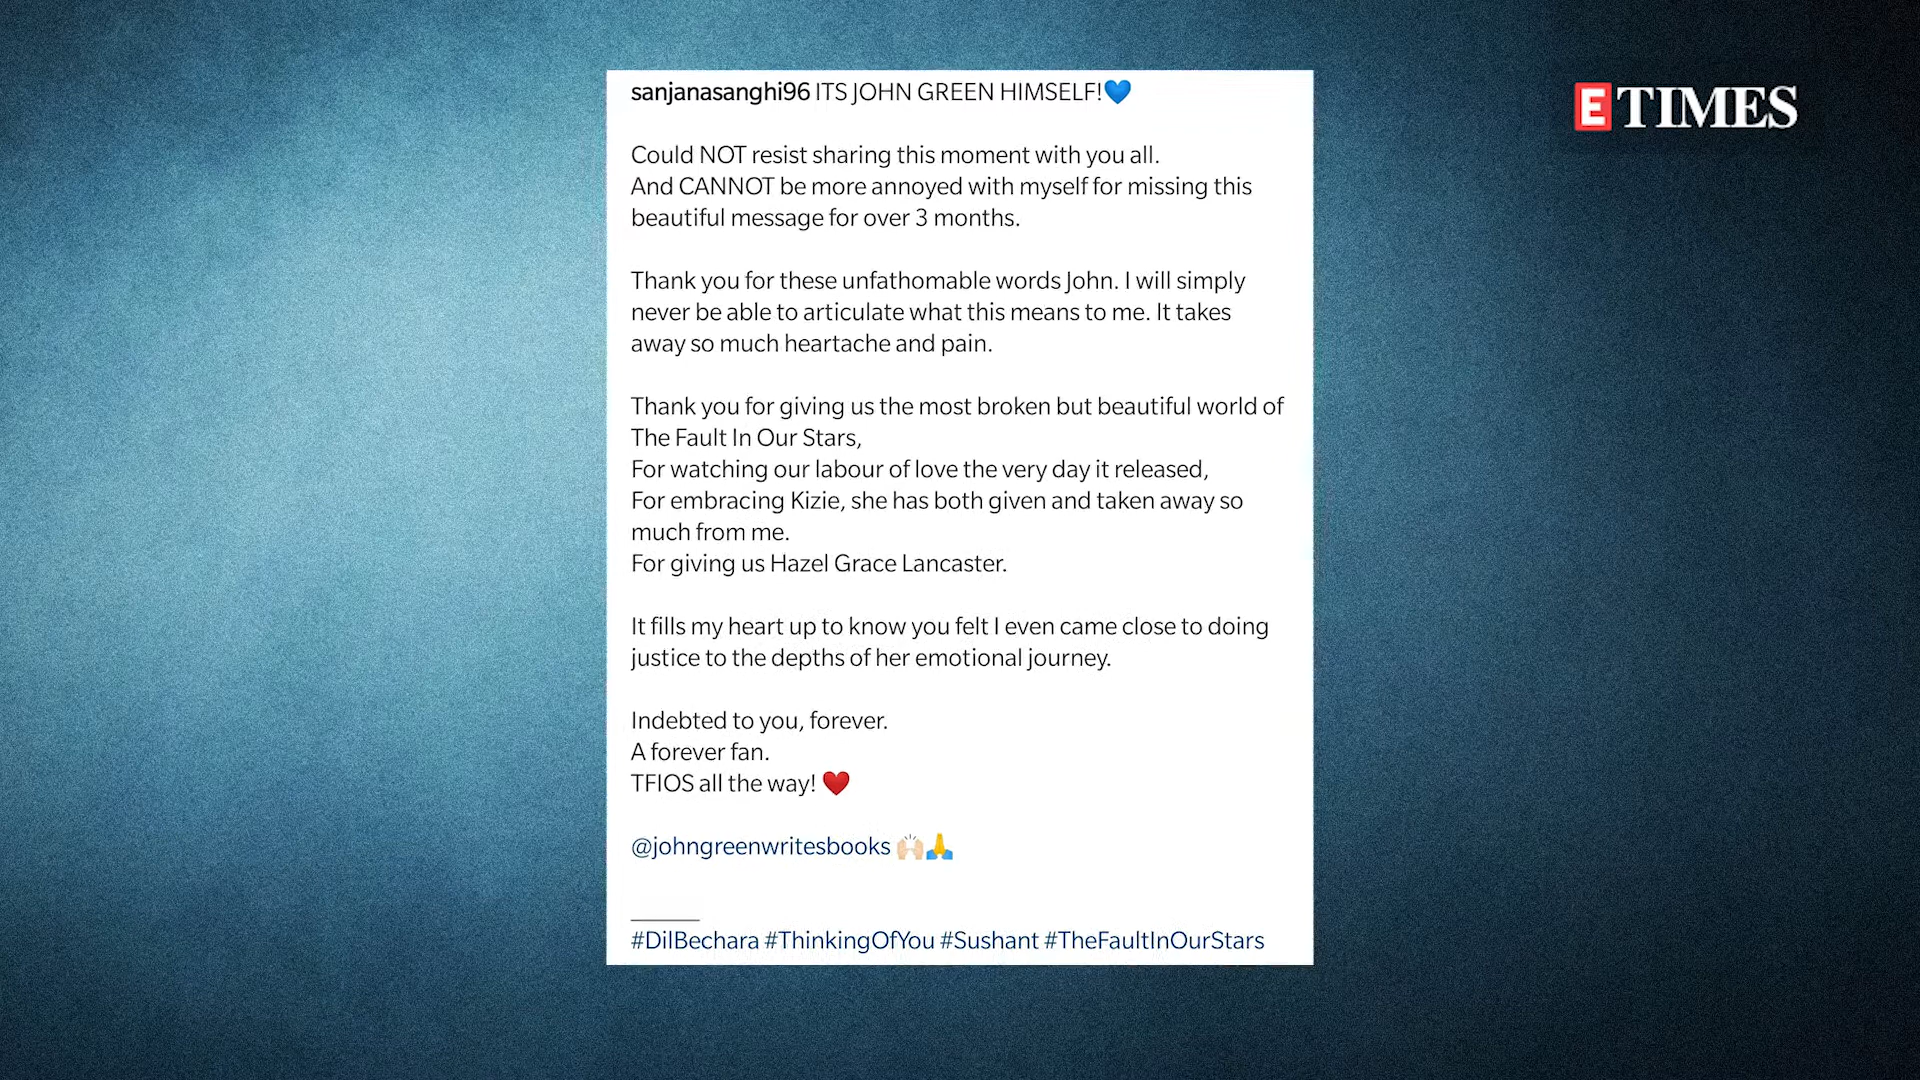 sanjanasanghi96 ITS JOHN GREEN HIMSELF!💙
E TIMES
Could NOT resist sharing this moment with you all.
And CANNOT be more annoyed with myself for missing this
beautiful message for over 3 months.
Thank you for these unfathomable words John. I will simply
never be able to articulate what this means to me. It takes
away so much heartache and pain.
Thank you for giving us the most broken but beautiful world of
The Fault In Our Stars,
For watching our labour of love the very day it released,
For embracing Kizie, she has both given and taken away so
much from me.
For giving us Hazel Grace Lancaster.
It fills my heart up to know you felt I even came close to doing
justice to the depths of her emotional journey.
Indebted to you, forever.
A forever fan.
TFIOS all the way! ❤️
@johngreenwritesbooks 🙌🏻🙏
#DilBechara #ThinkingOfYou #Sushant #TheFaultInOurStars